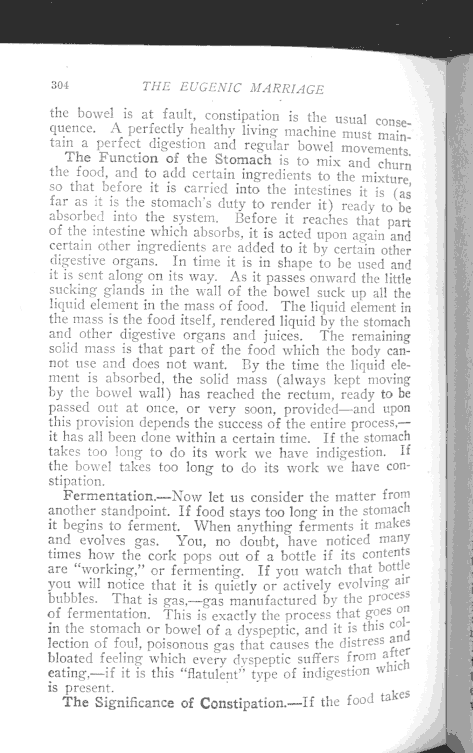 304 THE EUGENIC MARRIAGE
the bowel is at fault, constipation is the usual conse-
quence. A perfectly healthy living machine must main-
tain a perfect digestion and regular bowel movements.
The Function of the Stomach is to mix and churn
the food, and to add certain ingredients to the mixture,
so that before it is carried into the intestines it is (as
far as it is the stomach's duty to render it) ready to be
absorbed into the system. Before it reaches that part
of the intestine which absorbs, it is acted upon again and
certain other ingredients are added to it by certain other
digestive organs. In time it is in shape to be used and
it is sent along on its way. As it passes onward the little
sucking glands in the wall of the bowel suck up all the
liquid element in the mass of food. The liquid element in
the mass is the food itself, rendered liquid by the stomach
and other digestive organs and juices. The remaining
solid mass is that part of the food which the body can-
not use and does not want. By the time the liquid ele-
ment is absorbed, the solid mass (always kept moving
by the bowel wall) has reached the rectum, ready to be
passed out at once, or very soon, provided—and upon
this provision depends the success of the entire process,—
it has all been done within a certain time. If the stomach
takes too long to do its work we have indigestion. If
the bowel takes too long to do its work we have con-
stipation.
Fermentation.—Now let us consider the matter from
another standpoint. If food stays too long in the stomach
it begins to ferment. When anything ferments it makes
and evolves gas. You, no doubt, have noticed many
times how the cork pops out of a bottle if its contents
are "working," or fermenting. If you watch that bottle
you will notice that it is quietly or actively evolving air
bubbles. That is gas,—gas manufactured by the process
of fermentation. This is exactly the process that goes on
in the stomach or bowel of a dyspeptic, and it is this col-
lection of foul, poisonous gas that causes the distress and
bloated feeling which every dyspeptic suffers from after
eating,—if it is this "flatulent" type of indigestion which
is present.
The Significance of Constipation.—If the food takes